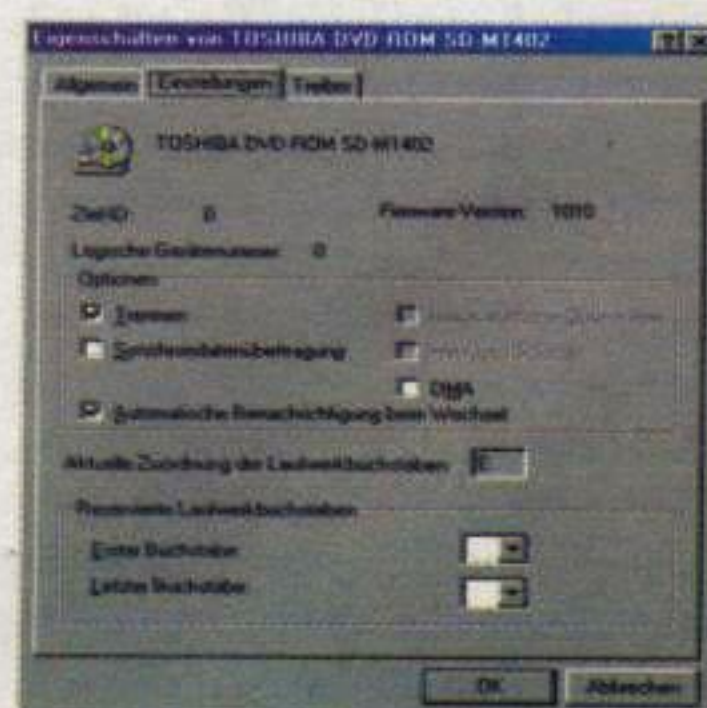 Eigenschaften von TOSHIBA DVD-ROM SD-M1402
Allgemein Einstellungen Treiber
TOSHIBA DVD-ROM SD-M1402
Ziel-ID: 0 Firmware-Version: 1010
Logische Gerätenummer: 0
Optionen
Trennen
Synchrondatenübertragung
DMA
Automatische Benachrichtigung beim Wechsel
Aktuelle Zuordnung der Laufwerkbuchstaben: E:
Reservierte Laufwerkbuchstaben
Erster Buchstabe:
Letzter Buchstabe:
OK Abbrechen